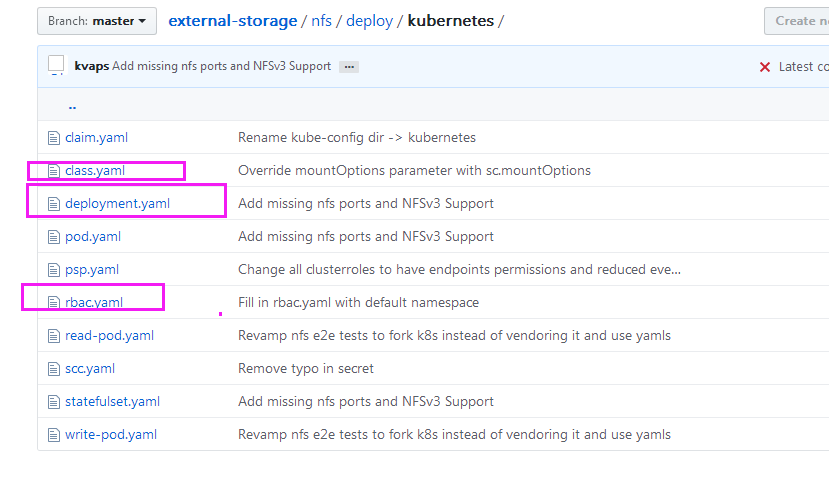 Branch: master external-storage / nfs / deploy / kubernetes / Create
kvaps Add missing nfs ports and NFSv3 Support ... Latest
..
claim.yaml Rename kube-config dir -> kubernetes
class.yaml Override mountOptions parameter with sc.mountOptions
deployment.yaml Add missing nfs ports and NFSv3 Support
pod.yaml Add missing nfs ports and NFSv3 Support
psp.yaml Change all clusterroles to have endpoints permissions and reduced eve...
rbac.yaml Fill in rbac.yaml with default namespace
read-pod.yaml Revamp nfs e2e tests to fork k8s instead of vendoring it and use yamls
scc.yaml Remove typo in secret
statefulset.yaml Add missing nfs ports and NFSv3 Support
write-pod.yaml Revamp nfs e2e tests to fork k8s instead of vendoring it and use yamls